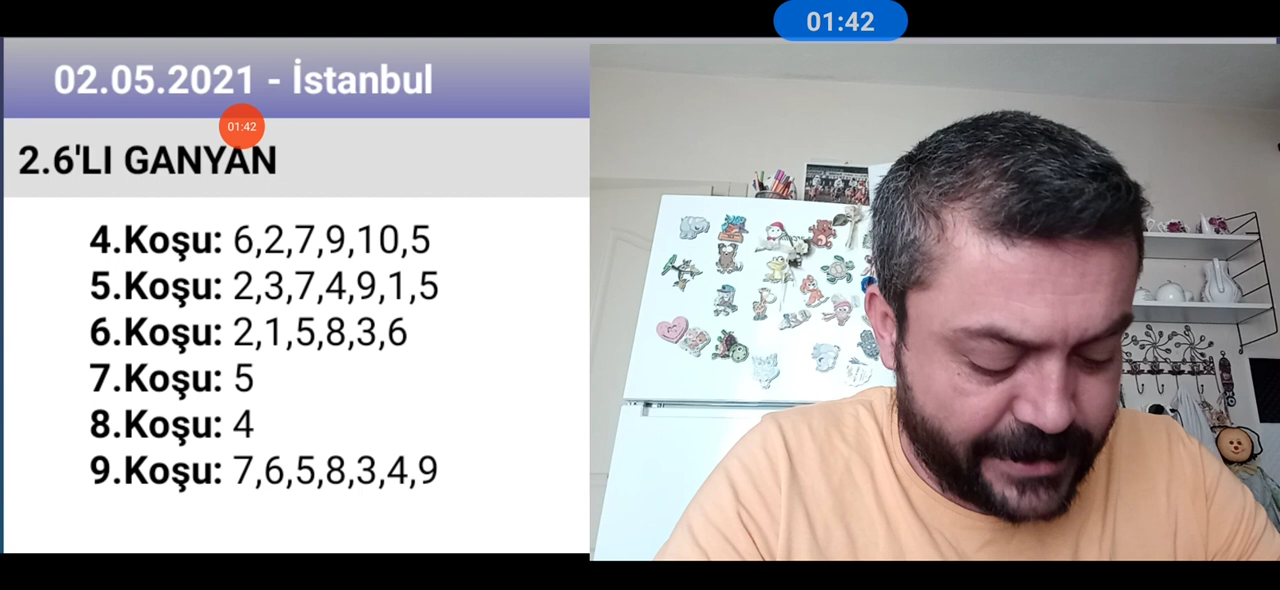 01:42
02.05.2021 - İstanbul
01:42
2.6'LI GANYAN
4.Koşu: 6,2,7,9,10,5
5.Koşu: 2,3,7,4,9,1,5
6.Koşu: 2,1,5,8,3,6
7.Koşu: 5
8.Koşu: 4
9.Koşu: 7,6,5,8,3,4,9